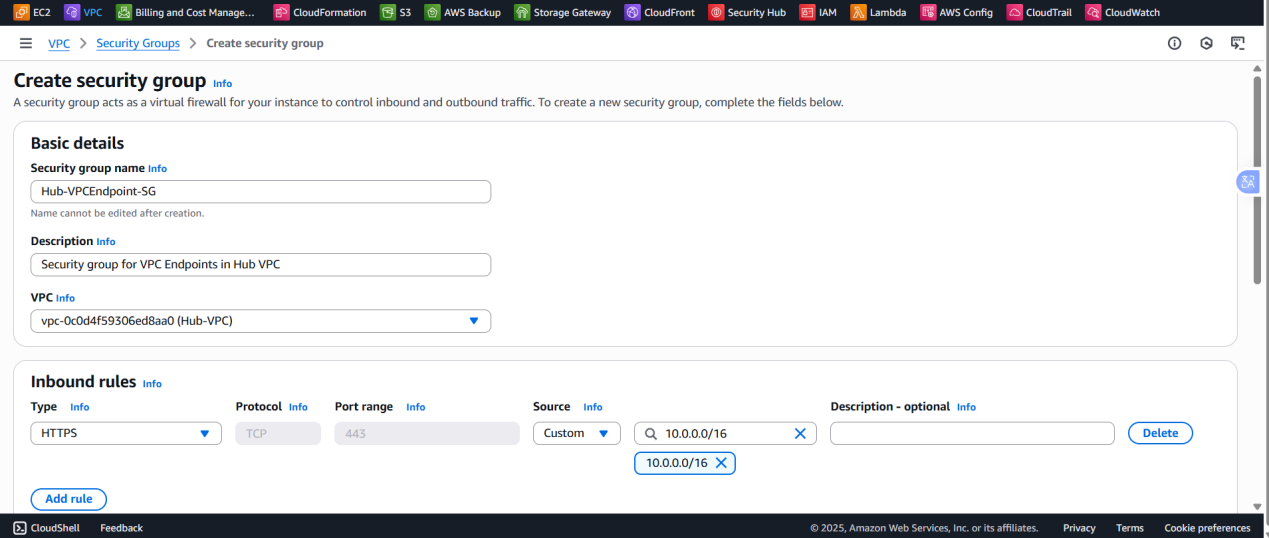 EC2 VPC Billing and Cost Manage... CloudFormation S3 AWS Backup Storage Gateway CloudFront Security Hub IAM Lambda AWS Config CloudTrail CloudWatch
VPC > Security Groups > Create security group
Create security group Info
A security group acts as a virtual firewall for your instance to control inbound and outbound traffic. To create a new security group, complete the fields below.
Basic details
Security group name Info
Hub-VPCEndpoint-SG
Name cannot be edited after creation.
Description Info
Security group for VPC Endpoints in Hub VPC
VPC Info
vpc-0c0d4f59306ed8aa0 (Hub-VPC)
Inbound rules Info
Type Info Protocol Info Port range Info Source Info Description - optional Info
HTTPS TCP 443 Custom 10.0.0.0/16 Delete
10.0.0.0/16
Add rule
CloudShell Feedback © 2025, Amazon Web Services, Inc. or its affiliates. Privacy Terms Cookie preferences